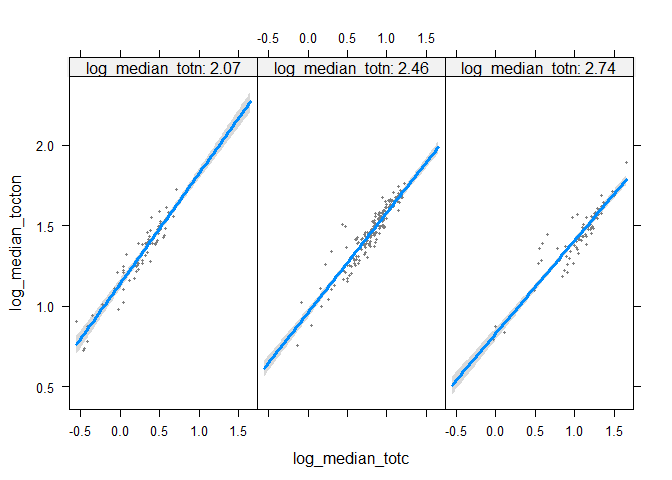 -0.5 0.0 0.5 1.0 1.5
log_median_totn: 2.07 log_median_totn: 2.46 log_median_totn: 2.74
2.0
1.5
1.0
0.5
log_median_tocton
-0.5 0.0 0.5 1.0 1.5 -0.5 0.0 0.5 1.0 1.5
log_median_totc